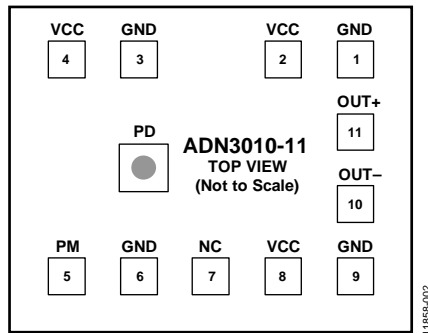 VCC GND VCC GND
4 3 2 1
OUT+
11
PD
ADN3010-11
TOP VIEW
(Not to Scale)
OUT–
10
PM GND NC VCC GND
5 6 7 8 9
11858-002